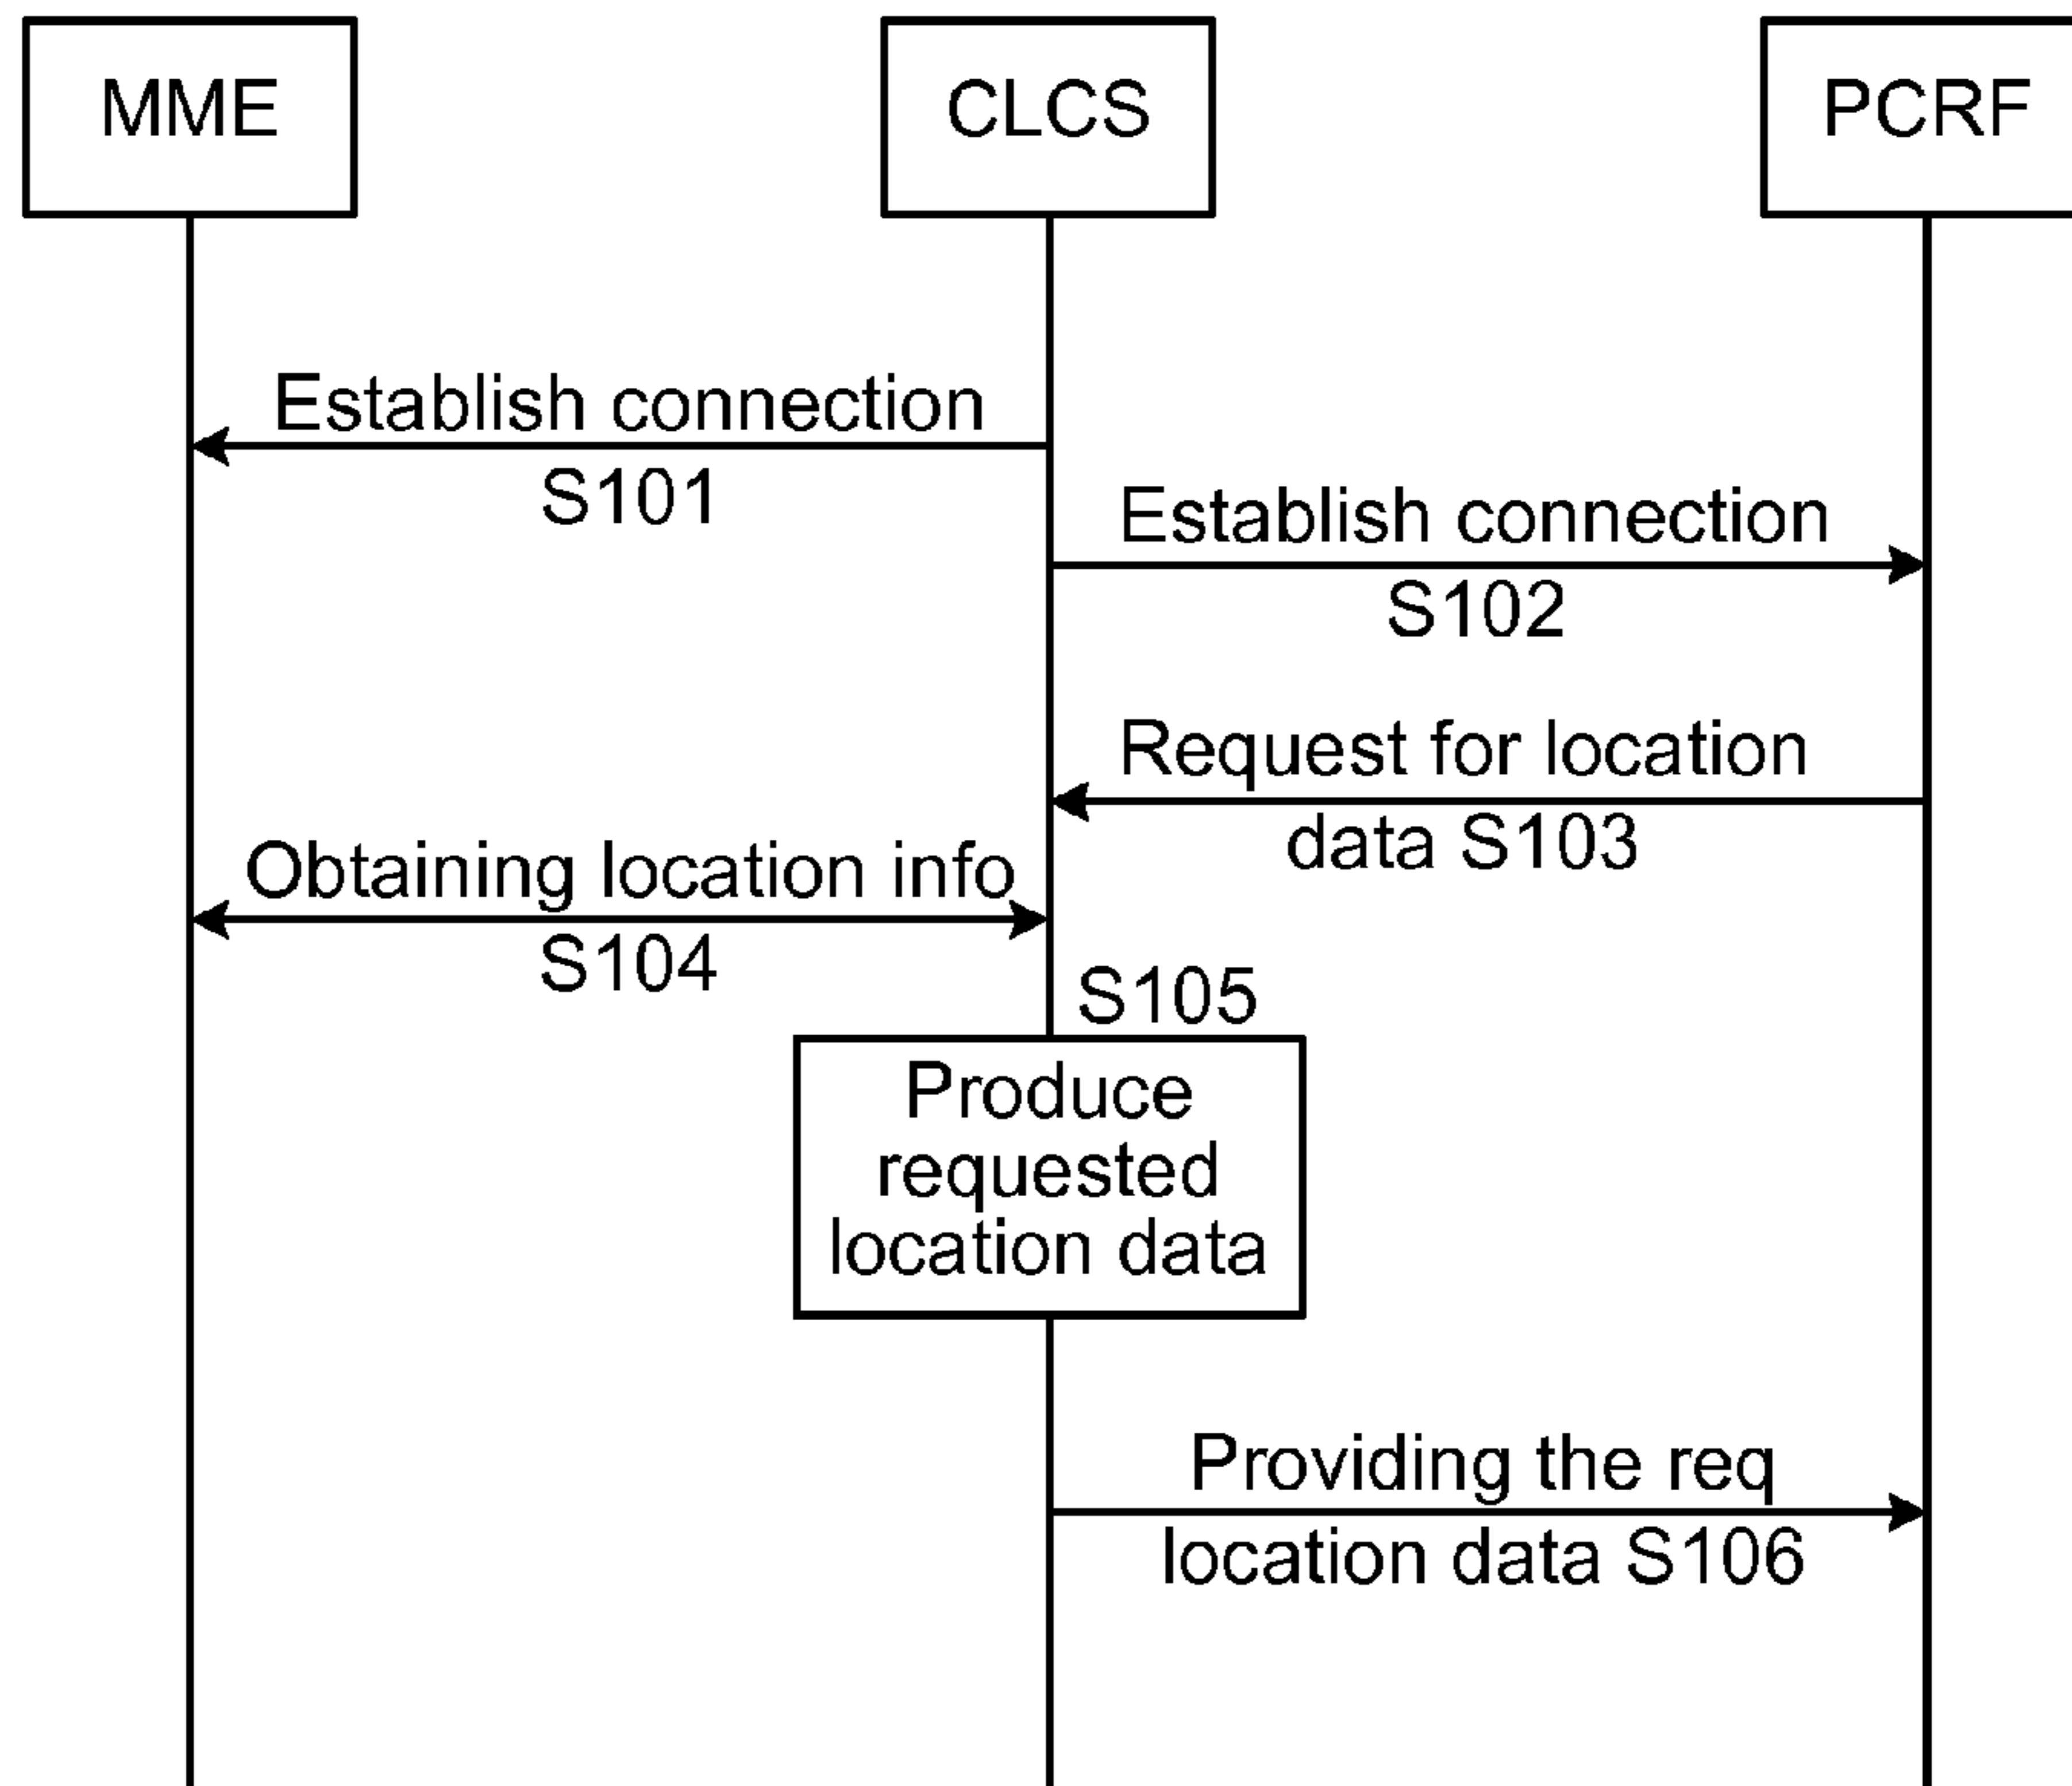 MME
CLCS
PCRF
Establish connection
S101
Establish connection
S102
Request for location
data S103
Obtaining location info
S104
S105
Produce
requested
location data
Providing the req
location data S106